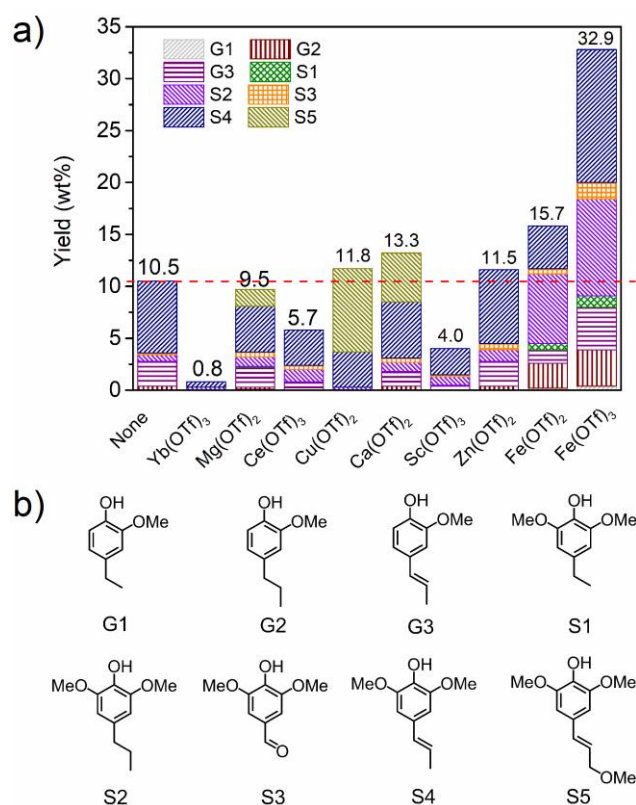 a)
35
30
25
20
15
10
5
0
Yield (wt%)
G1 G2
G3 S1
S2 S3
S4 S5
10.5
0.8
9.5
5.7
11.8
13.3
4.0
11.5
15.7
32.9
None
Yb(OTf)3
Mg(OTf)2
Ce(OTf)3
Cu(OTf)2
Ca(OTf)2
Sc(OTf)3
Zn(OTf)2
Fe(OTf)2
Fe(OTf)3
b)
OH OH OH OH
OMe OMe OMe MeO OMe
G1 G2 G3 S1
OH OH OH OH
MeO OMe MeO OMe MeO OMe MeO OMe
O OMe
S2 S3 S4 S5